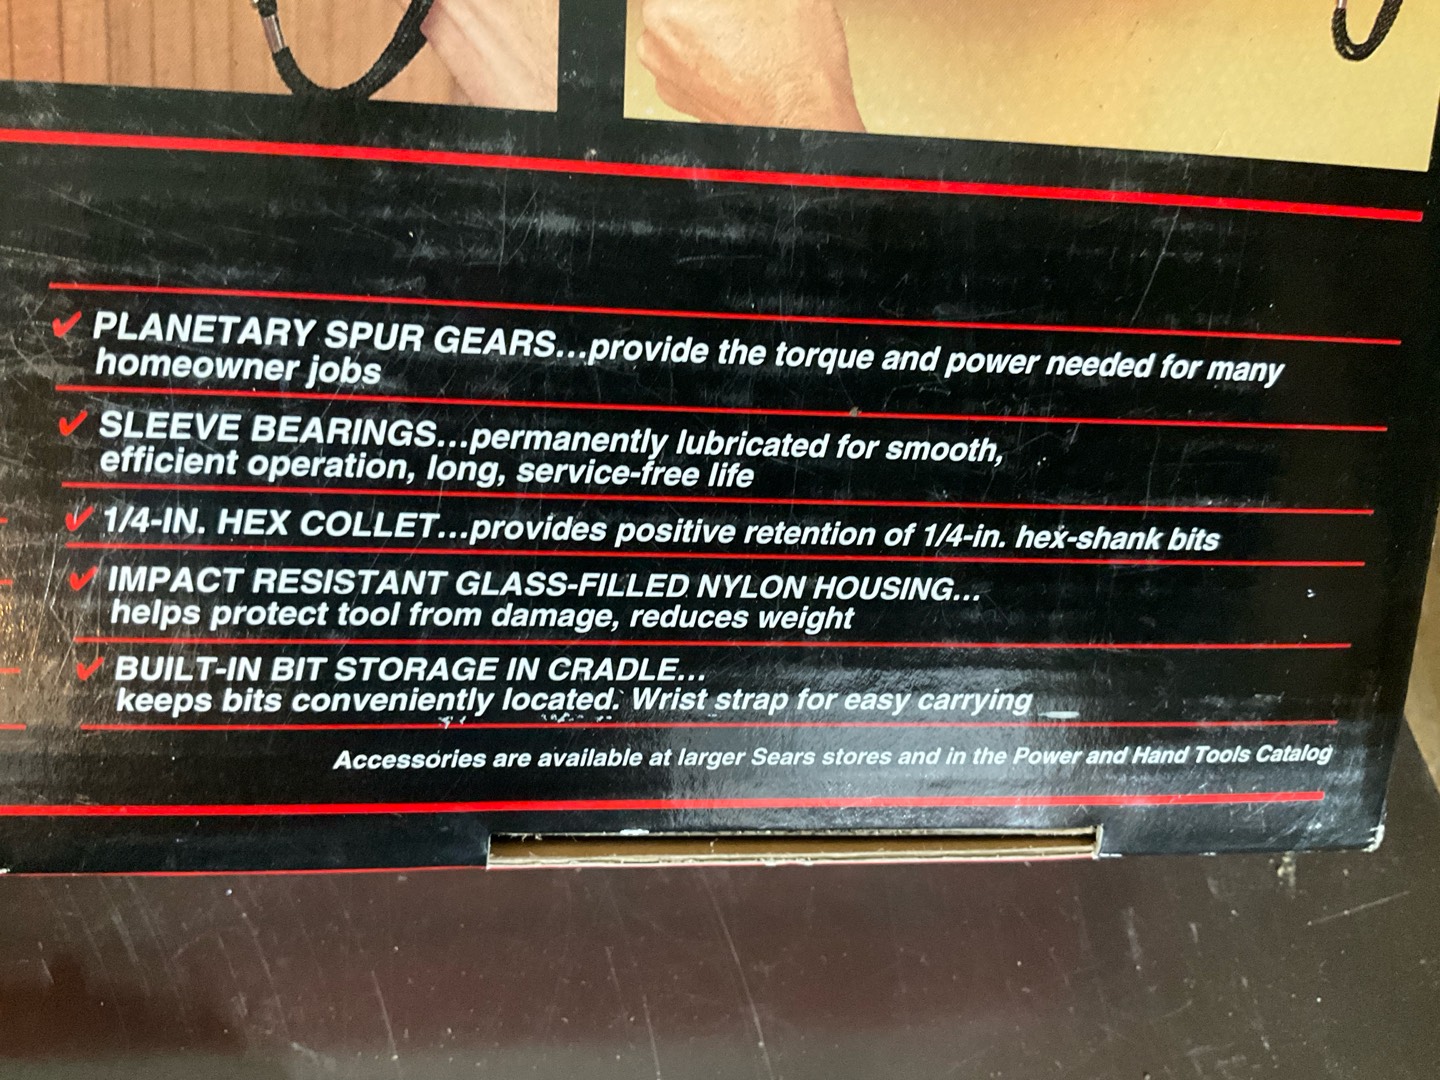 PLANETARY SPUR GEARS...provide the torque and power needed for many
homeowner jobs
SLEEVE BEARINGS...permanently lubricated for smooth,
efficient operation, long, service-free life
1/4-IN. HEX COLLET...provides positive retention of 1/4-in. hex-shank bits
IMPACT RESISTANT GLASS-FILLED NYLON HOUSING...
helps protect tool from damage, reduces weight
BUILT-IN BIT STORAGE IN CRADLE...
keeps bits conveniently located. Wrist strap for easy carrying
Accessories are available at larger Sears stores and in the Power and Hand Tools Catalog